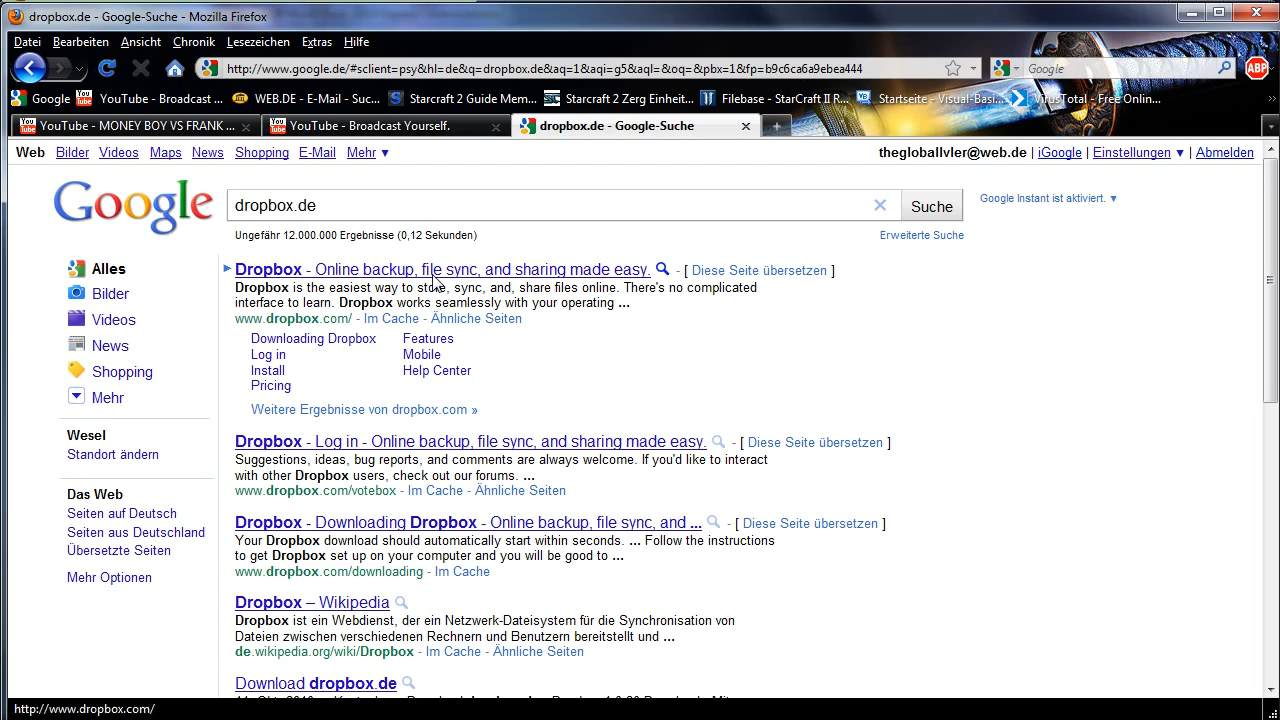 dropbox.de - Google-Suche - Mozilla Firefox
Datei Bearbeiten Ansicht Chronik Lesezeichen Extras Hilfe
http://www.google.de/#sclient=psy&hl=de&q=dropbox.de&aq=1&aqi=g5&aql=&oq=&pbx=1&fp=b9c6ca6a9ebea444
Google
ABP
Google YouTube - Broadcast ... WEB.DE - E-Mail - Suc... Starcraft 2 Guide Mem... Starcraft 2 Zerg Einheit... Filebase - StarCraft II R... Startseite - Visual-Basi... VirusTotal - Free Onlin...
YouTube - MONEY BOY VS FRANK ... YouTube - Broadcast Yourself. dropbox.de - Google-Suche
Web Bilder Videos Maps News Shopping E-Mail Mehr ▼ thegloballvler@web.de | iGoogle | Einstellungen ▼ | Abmelden
Google
dropbox.de
Suche
Google Instant ist aktiviert. ▼
Ungefähr 12.000.000 Ergebnisse (0,12 Sekunden)
Erweiterte Suche
Alles
Bilder
Videos
News
Shopping
Mehr
Wesel
Standort ändern
Das Web
Seiten auf Deutsch
Seiten aus Deutschland
Übersetzte Seiten
Mehr Optionen
Dropbox - Online backup, file sync, and sharing made easy. - [ Diese Seite übersetzen ]
Dropbox is the easiest way to store, sync, and, share files online. There's no complicated
interface to learn. Dropbox works seamlessly with your operating ...
www.dropbox.com/ - Im Cache - Ähnliche Seiten
Downloading Dropbox Features
Log in Mobile
Install Help Center
Pricing
Weitere Ergebnisse von dropbox.com »
Dropbox - Log in - Online backup, file sync, and sharing made easy. - [ Diese Seite übersetzen ]
Suggestions, ideas, bug reports, and comments are always welcome. If you'd like to interact
with other Dropbox users, check out our forums. ...
www.dropbox.com/votebox - Im Cache - Ähnliche Seiten
Dropbox - Downloading Dropbox - Online backup, file sync, and ... - [ Diese Seite übersetzen ]
Your Dropbox download should automatically start within seconds. ... Follow the instructions
to get Dropbox set up on your computer and you will be good to ...
www.dropbox.com/downloading - Im Cache
Dropbox – Wikipedia
Dropbox ist ein Webdienst, der ein Netzwerk-Dateisystem für die Synchronisation von
Dateien zwischen verschiedenen Rechnern und Benutzern bereitstellt und ...
de.wikipedia.org/wiki/Dropbox - Im Cache - Ähnliche Seiten
Download dropbox.de
http://www.dropbox.com/